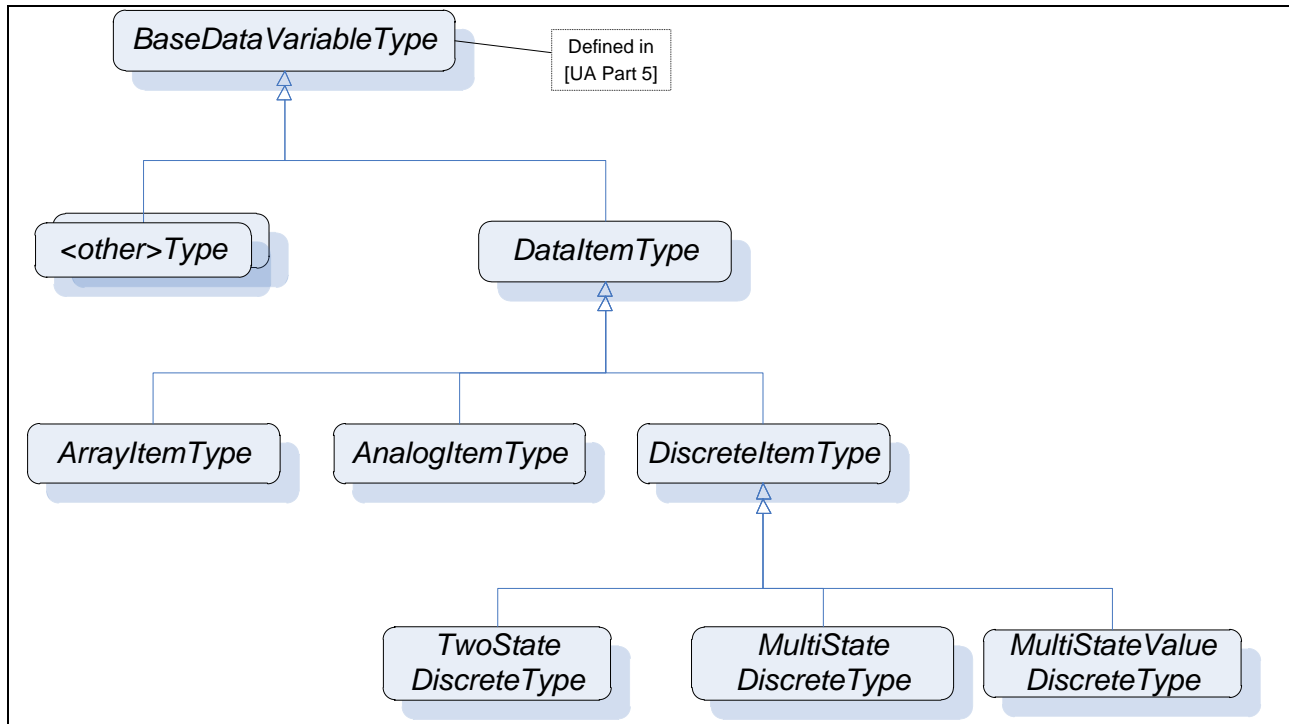 BaseDataVariableType
Defined in
[UA Part 5]
<other>Type
DataItemType
ArrayItemType
AnalogItemType
DiscreteItemType
TwoState
DiscreteType
MultiState
DiscreteType
MultiStateValue
DiscreteType